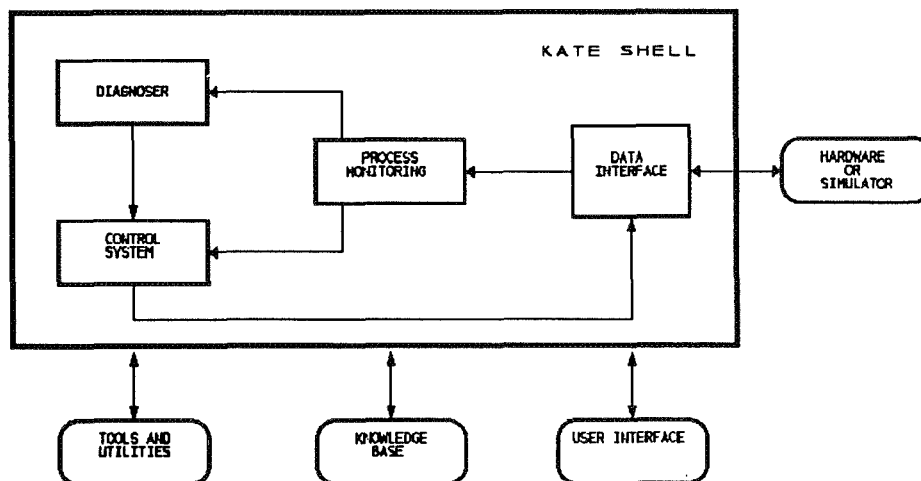 KATE SHELL
DIAGNOSER
PROCESS
MONITORING
DATA
INTERFACE
HARDWARE
OR
SIMULATOR
CONTROL
SYSTEM
TOOLS AND
UTILITIES
KNOWLEDGE
BASE
USER INTERFACE